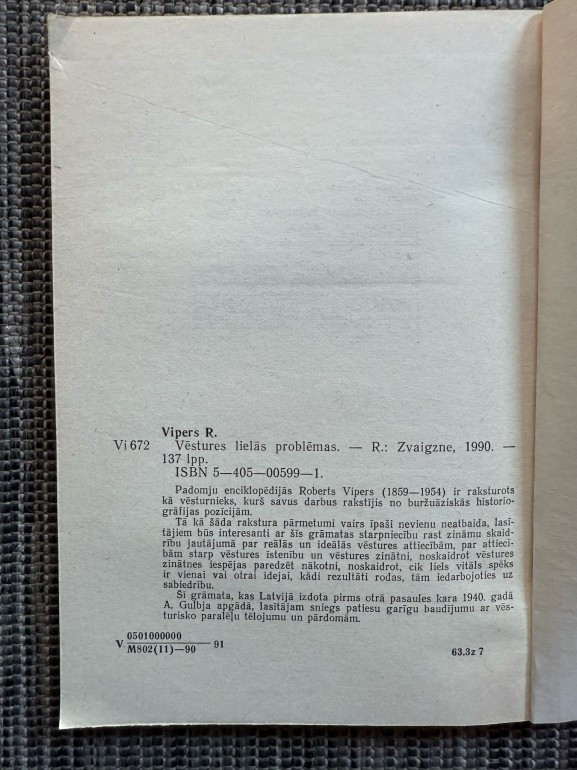 Vipers R.
Vi 672 Vēstures lielās problēmas. — R.: Zvaigzne, 1990. —
137 lpp.
ISBN 5—405—00599—1.
Padomju enciklopēdijās Roberts Vipers (1859—1954) ir raksturots
kā vēsturnieks, kurš savus darbus rakstījis no buržuāziskās historio-
grāfijas pozīcijām.
Tā kā šāda rakstura pārmetumi vairs īpaši nevienu neatbaida, lasī-
tājiem būs interesanti ar šīs grāmatas starpniecību rast zināmu skaid-
rību jautājumā par reālās un ideālās vēstures attiecībām, par attiecī-
bām starp vēstures īstenību un vēstures zinātni, noskaidrot vēstures
zinātnes iespējas paredzēt nākotni, noskaidrot, cik liels vitāls spēks
ir vienai vai otrai idejai, kādi rezultāti rodas, tām iedarbojoties uz
sabiedrību.
Šī grāmata, kas Latvijā izdota pirms otrā pasaules kara 1940. gadā
A. Gulbja apgādā, lasītājam sniegs patiesu garīgu baudījumu ar vēs-
turisko paralēļu tēlojumu un pārdomām.
0501000000
V 91
M802(11)—90
63.3z 7